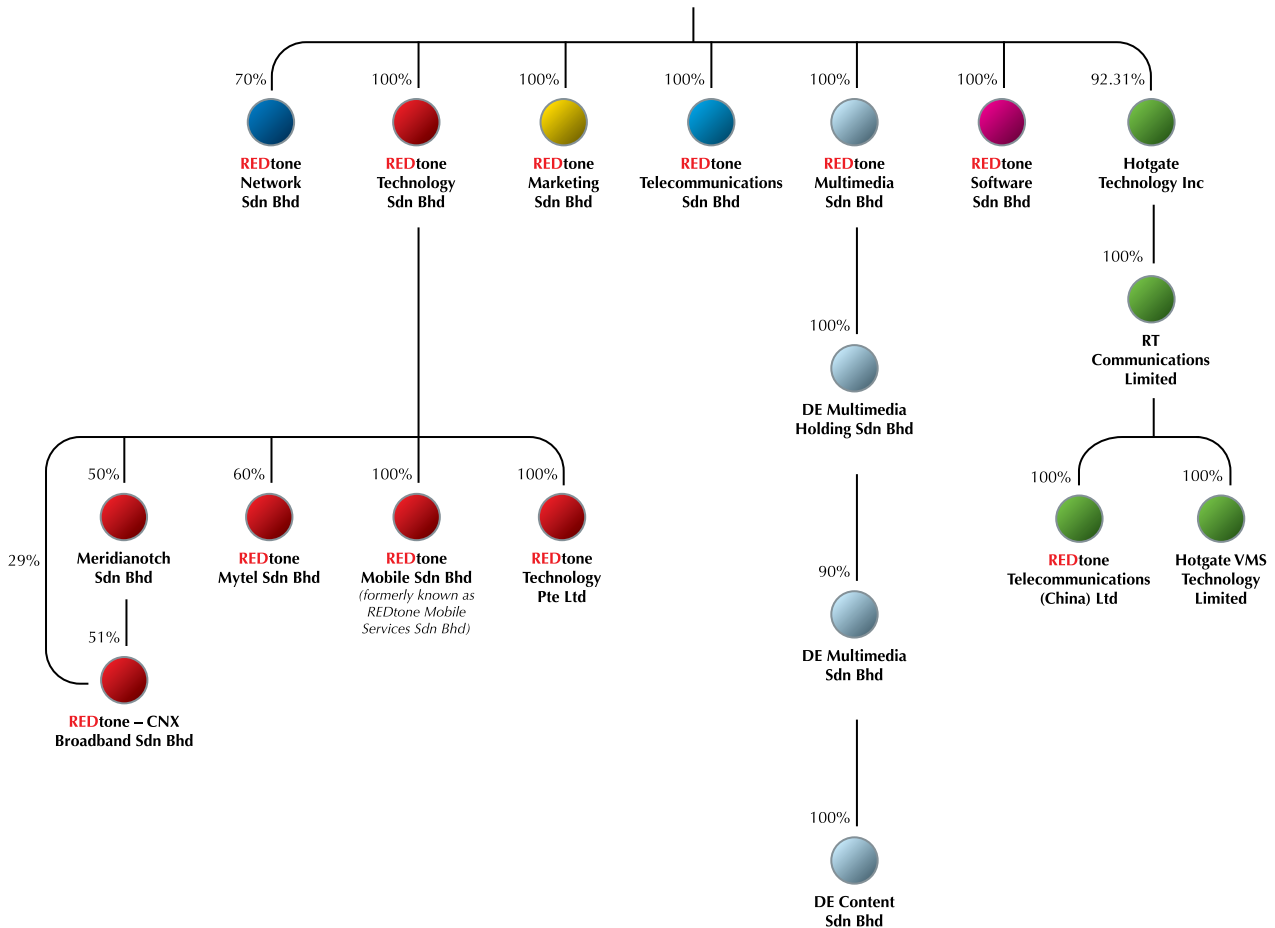 70%
100%
100%
100%
100%
100%
92.31%
REDtone
Network
Sdn Bhd
REDtone
Technology
Sdn Bhd
REDtone
Marketing
Sdn Bhd
REDtone
Telecommunications
Sdn Bhd
REDtone
Multimedia
Sdn Bhd
REDtone
Software
Sdn Bhd
Hotgate
Technology Inc
100%
RT
Communications
Limited
100%
DE Multimedia
Holding Sdn Bhd
29%
50%
Meridianotch
Sdn Bhd
60%
REDtone
Mytel Sdn Bhd
100%
REDtone
Mobile Sdn Bhd
(formerly known as
REDtone Mobile
Services Sdn Bhd)
100%
REDtone
Technology
Pte Ltd
100%
REDtone
Telecommunications
(China) Ltd
100%
Hotgate VMS
Technology
Limited
51%
REDtone – CNX
Broadband Sdn Bhd
90%
DE Multimedia
Sdn Bhd
100%
DE Content
Sdn Bhd